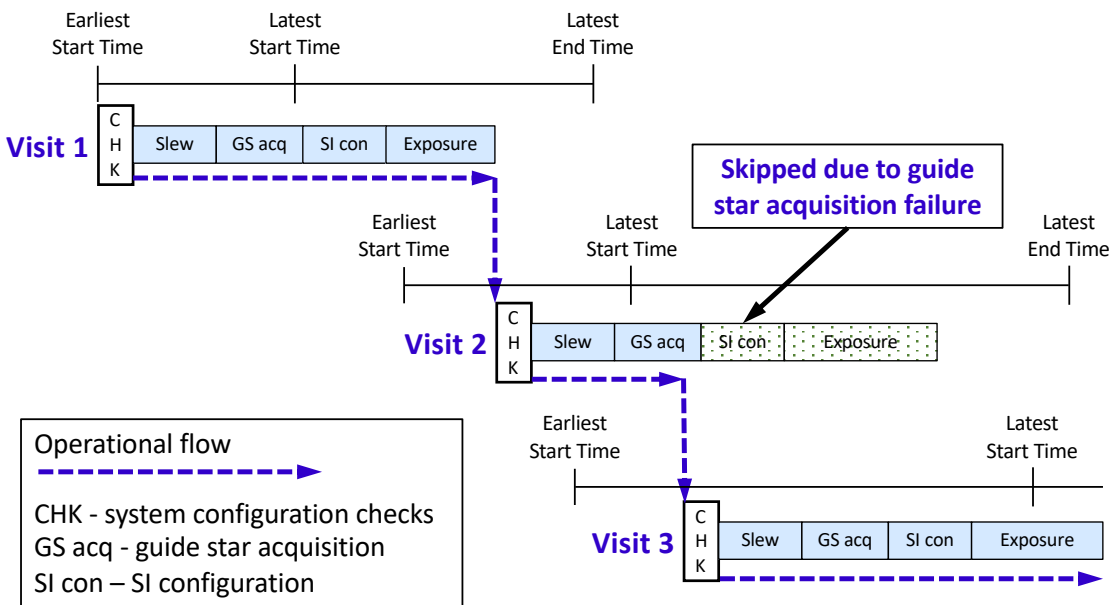 Earliest
Start Time
Latest
Start Time
Latest
End Time
Visit 1
C
H
K
Slew
GS acq
SI con
Exposure
Skipped due to guide
star acquisition failure
Earliest
Start Time
Latest
Start Time
Latest
End Time
Visit 2
C
H
K
Slew
GS acq
SI con
Exposure
Earliest
Start Time
Latest
Start Time
Visit 3
C
H
K
Slew
GS acq
SI con
Exposure
Operational flow
CHK - system configuration checks
GS acq - guide star acquisition
SI con – SI configuration